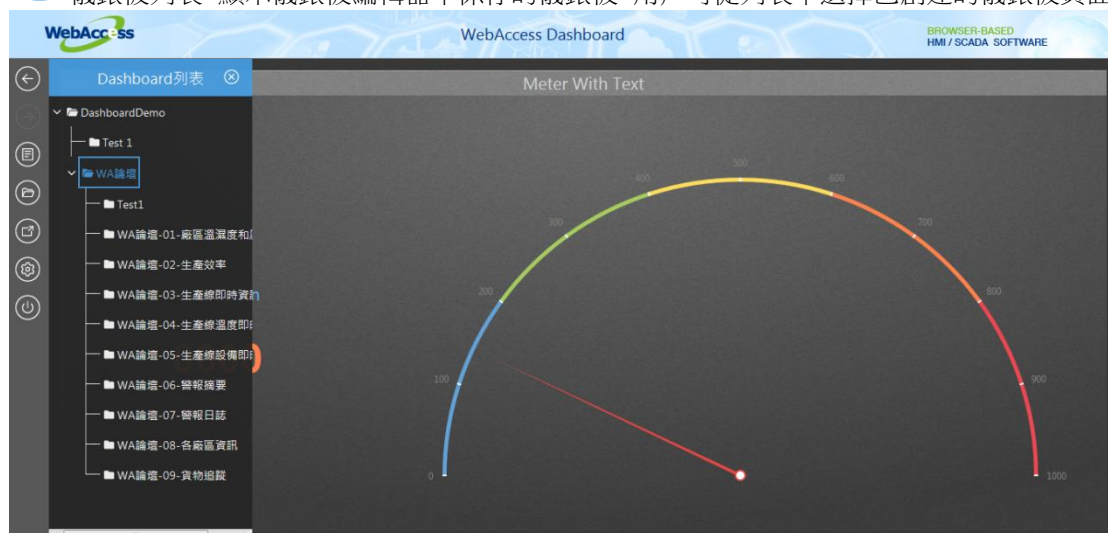 WebAccess
WebAccess Dashboard
BROWSER-BASED
HMI / SCADA SOFTWARE
Dashboard列表
Meter With Text
DashboardDemo
Test 1
WA論壇
Test1
WA論壇-01-廠區溫濕度和
WA論壇-02-生產效率
WA論壇-03-生產線即時資
WA論壇-04-生產線溫度即
WA論壇-05-生產線設備即
WA論壇-06-警報摘要
WA論壇-07-警報日誌
WA論壇-08-各廠區資訊
WA論壇-09-貨物追蹤
0
100
200
300
400
500
600
700
800
900
1000